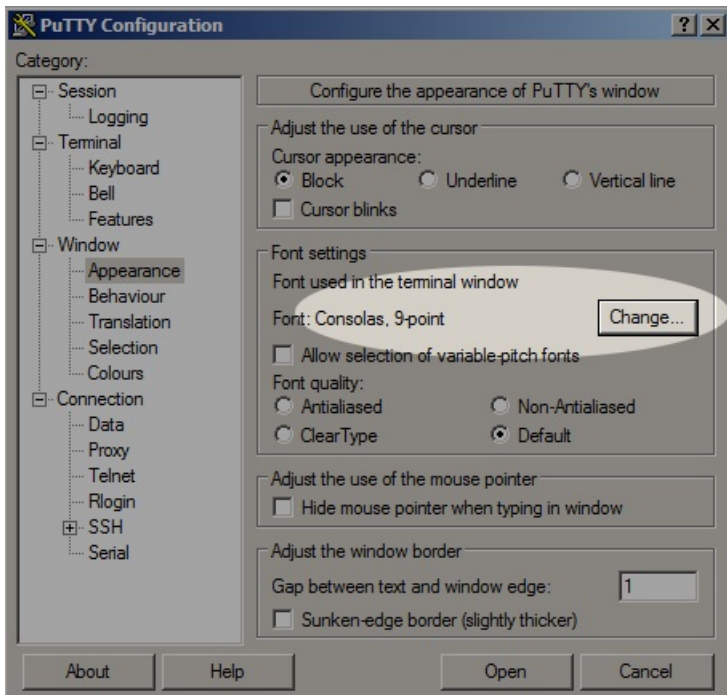 PuTTY Configuration
Category:
Session
Logging
Terminal
Keyboard
Bell
Features
Window
Appearance
Behaviour
Translation
Selection
Colours
Connection
Data
Proxy
Telnet
Rlogin
SSH
Serial
Configure the appearance of PuTTY's window
Adjust the use of the cursor
Cursor appearance:
Block Underline Vertical line
Cursor blinks
Font settings
Font used in the terminal window
Font: Consolas, 9-point Change...
Allow selection of variable-pitch fonts
Font quality:
Antialiased Non-Antialiased
ClearType Default
Adjust the use of the mouse pointer
Hide mouse pointer when typing in window
Adjust the window border
Gap between text and window edge: 1
Sunken-edge border (slightly thicker)
About Help Open Cancel